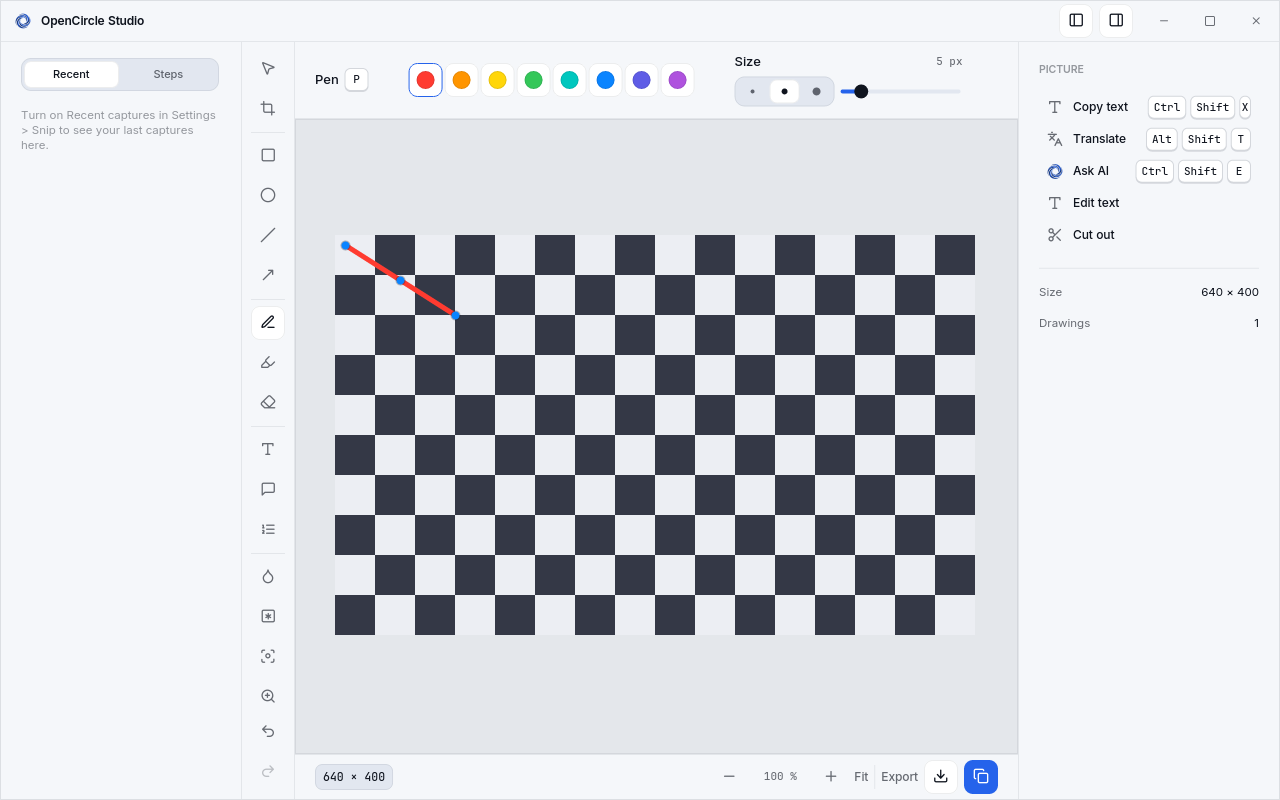 OpenCircle Studio
Recent Steps
Turn on Recent captures in Settings
> Snip to see your last captures
here.
Pen P
Size 5 px
PICTURE
Copy text Ctrl Shift X
Translate Alt Shift T
Ask AI Ctrl Shift E
Edit text
Cut out
Size 640 × 400
Drawings 1
640 × 400
100 %
Fit Export